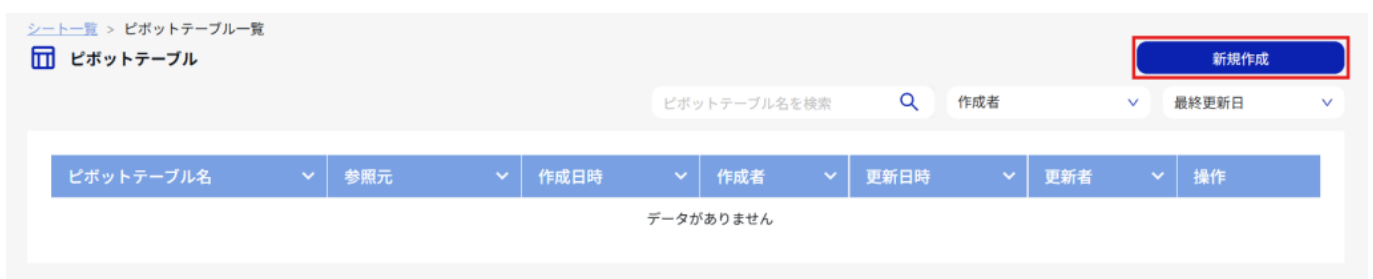 シート一覧 > ピボットテーブル一覧
ピボットテーブル
新規作成
ピボットテーブル名を検索 作成者 最終更新日
ピボットテーブル名 参照元 作成日時 作成者 更新日時 更新者 操作
データがありません